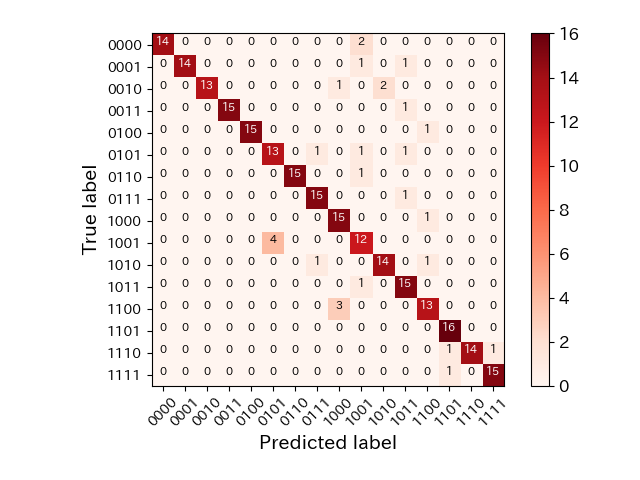 0000 14 0 0 0 0 0 0 0 0 2 0 0 0 0 0 0
0001 0 14 0 0 0 0 0 0 0 1 0 1 0 0 0 0
0010 0 0 13 0 0 0 0 0 1 0 2 0 0 0 0 0
0011 0 0 0 15 0 0 0 0 0 0 0 1 0 0 0 0
0100 0 0 0 0 15 0 0 0 0 0 0 0 1 0 0 0
0101 0 0 0 0 0 13 0 1 0 1 0 1 0 0 0 0
0110 0 0 0 0 0 0 15 0 0 1 0 0 0 0 0 0
0111 0 0 0 0 0 0 0 15 0 0 0 1 0 0 0 0
1000 0 0 0 0 0 0 0 0 15 0 0 0 1 0 0 0
1001 0 0 0 0 0 4 0 0 0 12 0 0 0 0 0 0
1010 0 0 0 0 0 0 0 1 0 0 14 0 1 0 0 0
1011 0 0 0 0 0 0 0 0 0 1 0 15 0 0 0 0
1100 0 0 0 0 0 0 0 0 3 0 0 0 13 0 0 0
1101 0 0 0 0 0 0 0 0 0 0 0 0 0 16 0 0
1110 0 0 0 0 0 0 0 0 0 0 0 0 0 1 14 1
1111 0 0 0 0 0 0 0 0 0 0 0 0 0 1 0 15
0000 0001 0010 0011 0100 0101 0110 0111 1000 1001 1010 1011 1100 1101 1110 1111
Predicted label
True label
16
14
12
10
8
6
4
2
0